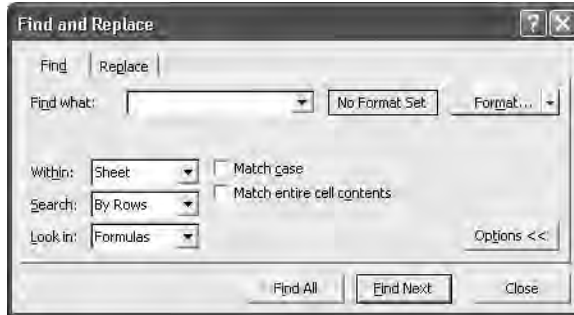 Find and Replace
Find Replace
Find what: No Format Set Format...
Within: Sheet Match case
Match entire cell contents
Search: By Rows
Look in: Formulas Options <<
Find All Find Next Close